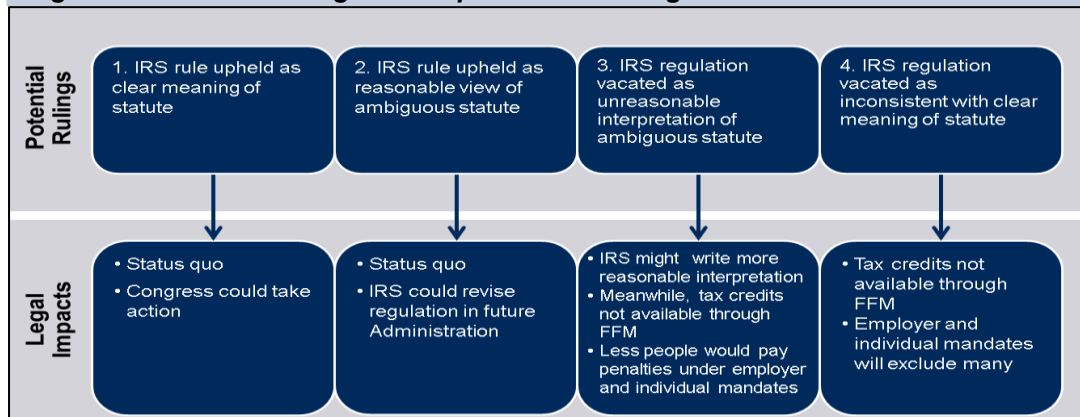 Potential
Rulings
1. IRS rule upheld as
clear meaning of
statute
2. IRS rule upheld as
reasonable view of
ambiguous statute
3. IRS regulation
vacated as
unreasonable
interpretation of
ambiguous statute
4. IRS regulation
vacated as
inconsistent with clear
meaning of statute
Legal
Impacts
• Status quo
• Congress could take
action
• Status quo
• IRS could revise
regulation in future
Administration
• IRS might write more
reasonable interpretation
• Meanwhile, tax credits
not available through
FFM
• Less people would pay
penalties under employer
and individual mandates
• Tax credits not
available through
FFM
• Employer and
individual mandates
will exclude many